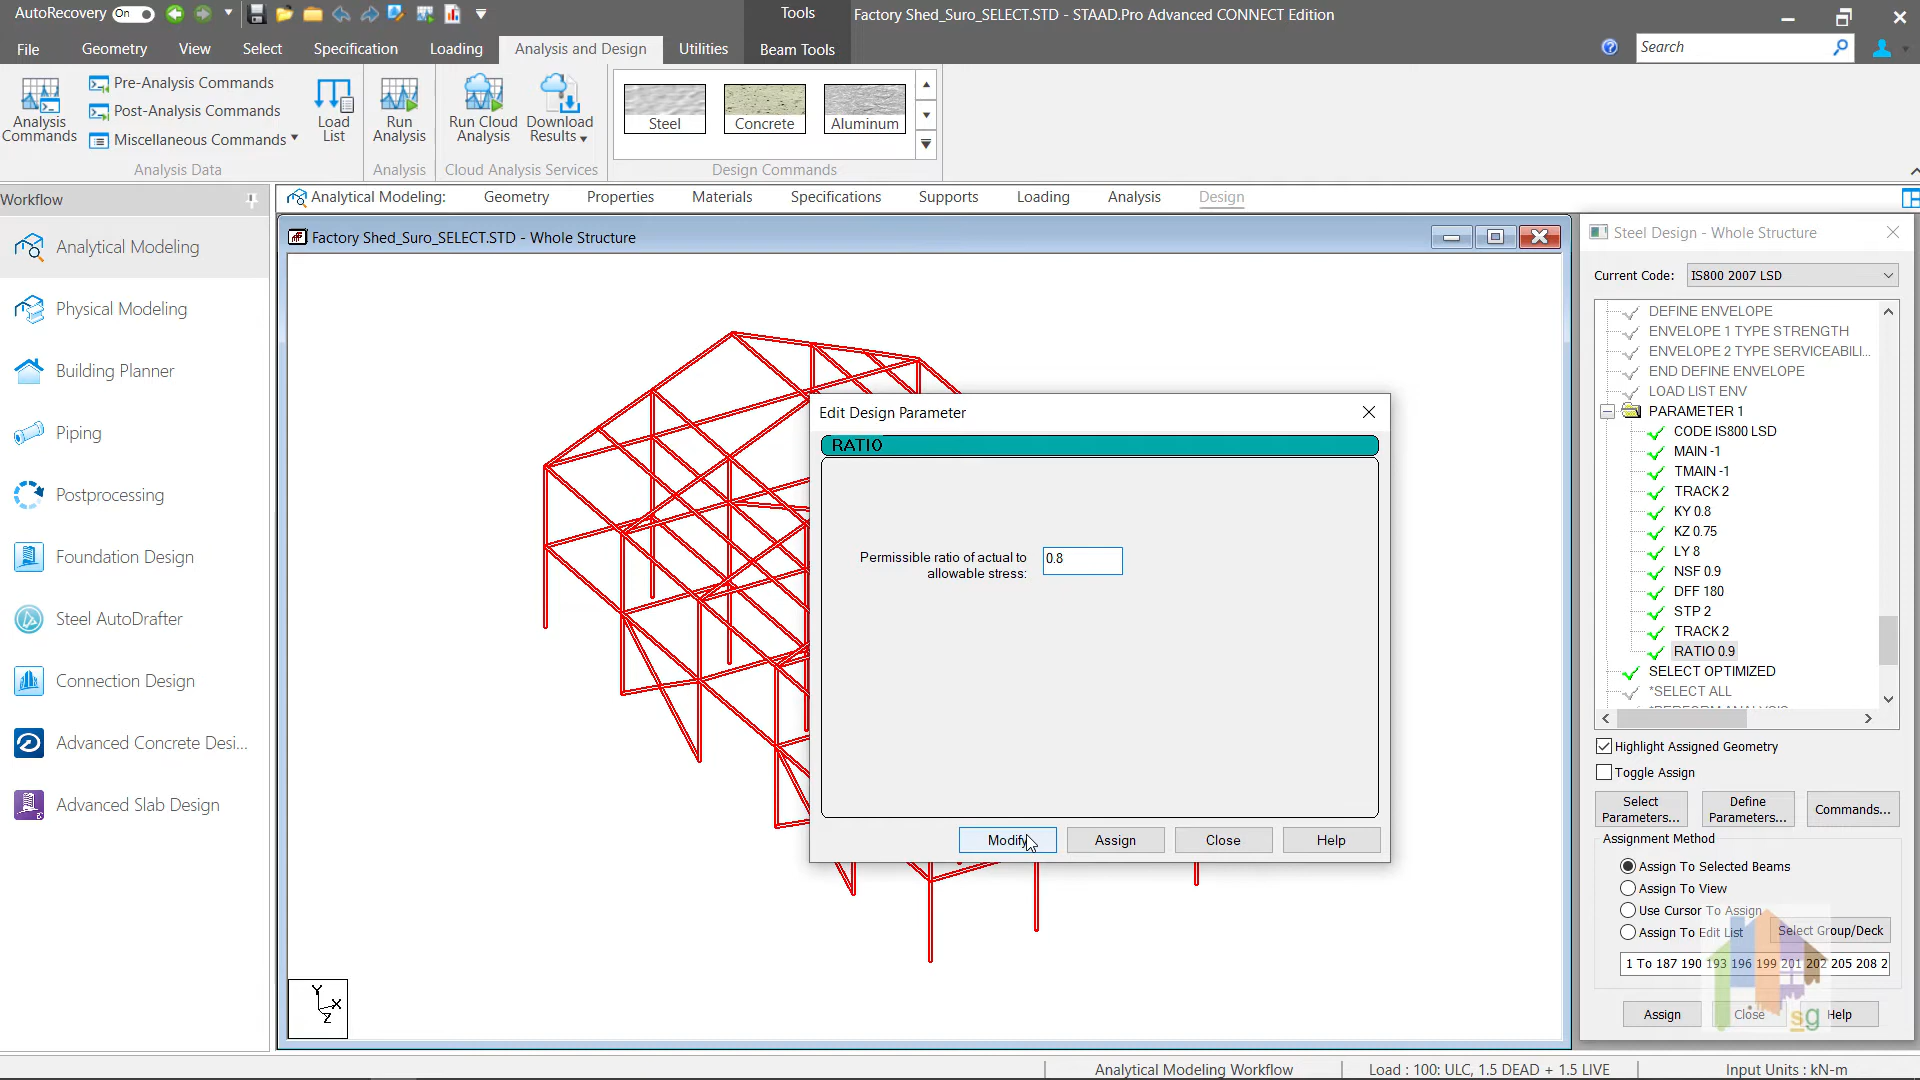 AutoRecovery On
Tools
Factory Shed_Suro_SELECT.STD - STAAD.Pro Advanced CONNECT Edition
File
Geometry
View
Select
Specification
Loading
Analysis and Design
Utilities
Beam Tools
Search
Analysis Commands
Pre-Analysis Commands
Post-Analysis Commands
Miscellaneous Commands
Load List
Run Analysis
Run Cloud Analysis
Download Results
Steel
Concrete
Aluminum
Analysis Data
Analysis
Cloud Analysis Services
Design Commands
Workflow
Analytical Modeling
Physical Modeling
Building Planner
Piping
Postprocessing
Foundation Design
Steel AutoDrafter
Connection Design
Advanced Concrete Desi...
Advanced Slab Design
Analytical Modeling:
Geometry
Properties
Materials
Specifications
Supports
Loading
Analysis
Design
Factory Shed_Suro_SELECT.STD - Whole Structure
Y
X
Z
Edit Design Parameter
RATIO
Permissible ratio of actual to
allowable stress:
0.8
Modify
Assign
Close
Help
Steel Design - Whole Structure
Current Code:
IS800 2007 LSD
DEFINE ENVELOPE
ENVELOPE 1 TYPE STRENGTH
ENVELOPE 2 TYPE SERVICEABILI...
END DEFINE ENVELOPE
LOAD LIST ENV
PARAMETER 1
CODE IS800 LSD
MAIN -1
TMAIN -1
TRACK 2
KY 0.8
KZ 0.75
LY 8
NSF 0.9
DFF 180
STP 2
TRACK 2
RATIO 0.9
SELECT OPTIMIZED
*SELECT ALL
Highlight Assigned Geometry
Toggle Assign
Select Parameters...
Define Parameters...
Commands...
Assignment Method
Assign To Selected Beams
Assign To View
Use Cursor To Assign
Assign To Edit List
Select Group/Deck
1 To 187 190 193 196 199 201 202 205 208 2
Assign
Close
Help
sg
Analytical Modeling Workflow
Load : 100: ULC, 1.5 DEAD + 1.5 LIVE
Input Units : kN-m